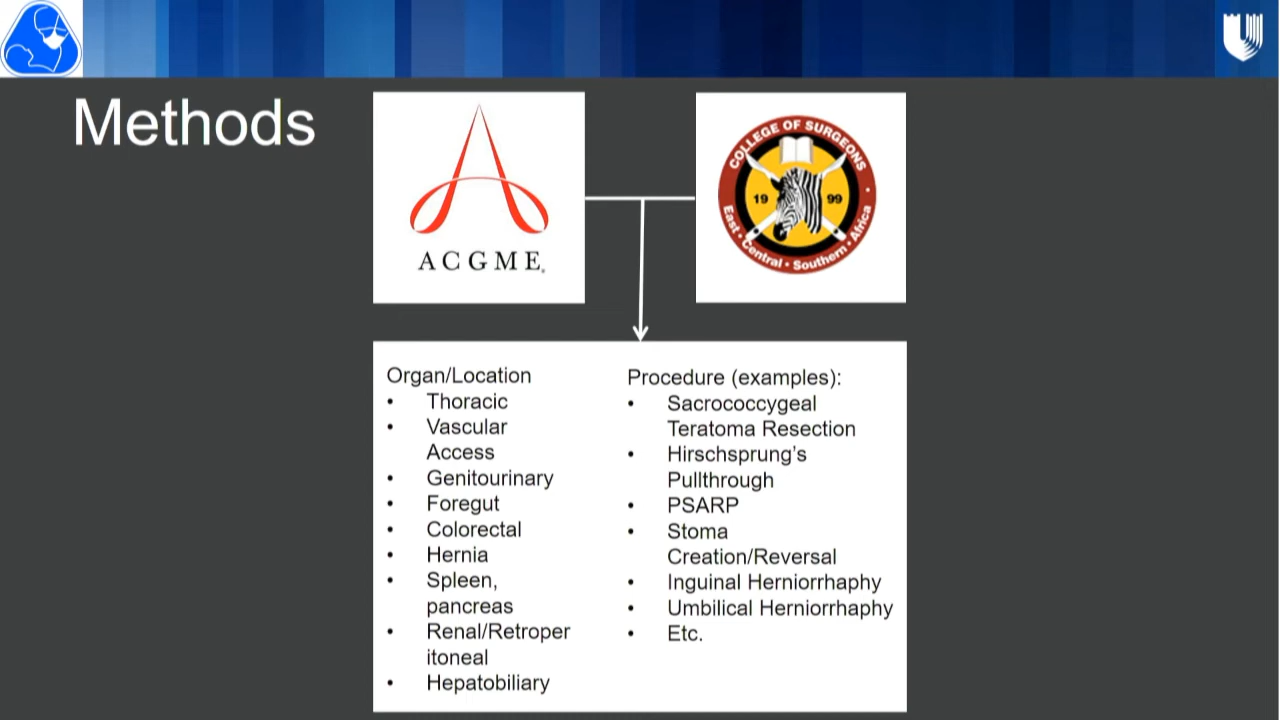 Methods
ACGME
COLLEGE OF SURGEONS
19 99
East • Central • Southern • Africa •
Organ/Location
• Thoracic
• Vascular
Access
• Genitourinary
• Foregut
• Colorectal
• Hernia
• Spleen,
pancreas
• Renal/Retroper
itoneal
• Hepatobiliary
Procedure (examples):
• Sacrococcygeal
Teratoma Resection
• Hirschsprung’s
Pullthrough
• PSARP
• Stoma
Creation/Reversal
• Inguinal Herniorrhaphy
• Umbilical Herniorrhaphy
• Etc.